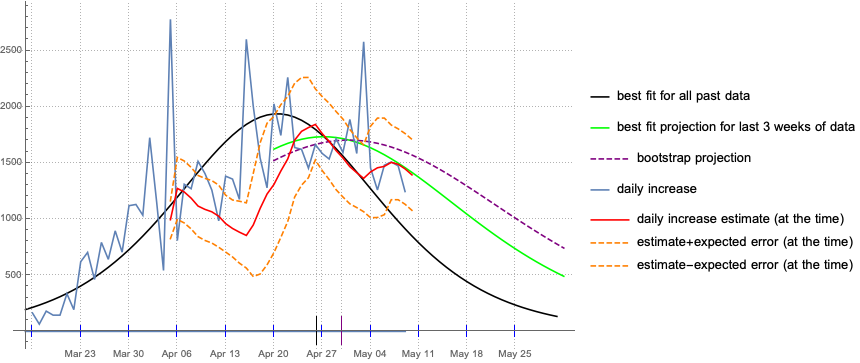 2500
2000
1500
1000
500
Mar 23 Mar 30 Apr 06 Apr 13 Apr 20 Apr 27 May 04 May 11 May 18 May 25
best fit for all past data
best fit projection for last 3 weeks of data
bootstrap projection
daily increase
daily increase estimate (at the time)
estimate+expected error (at the time)
estimate−expected error (at the time)